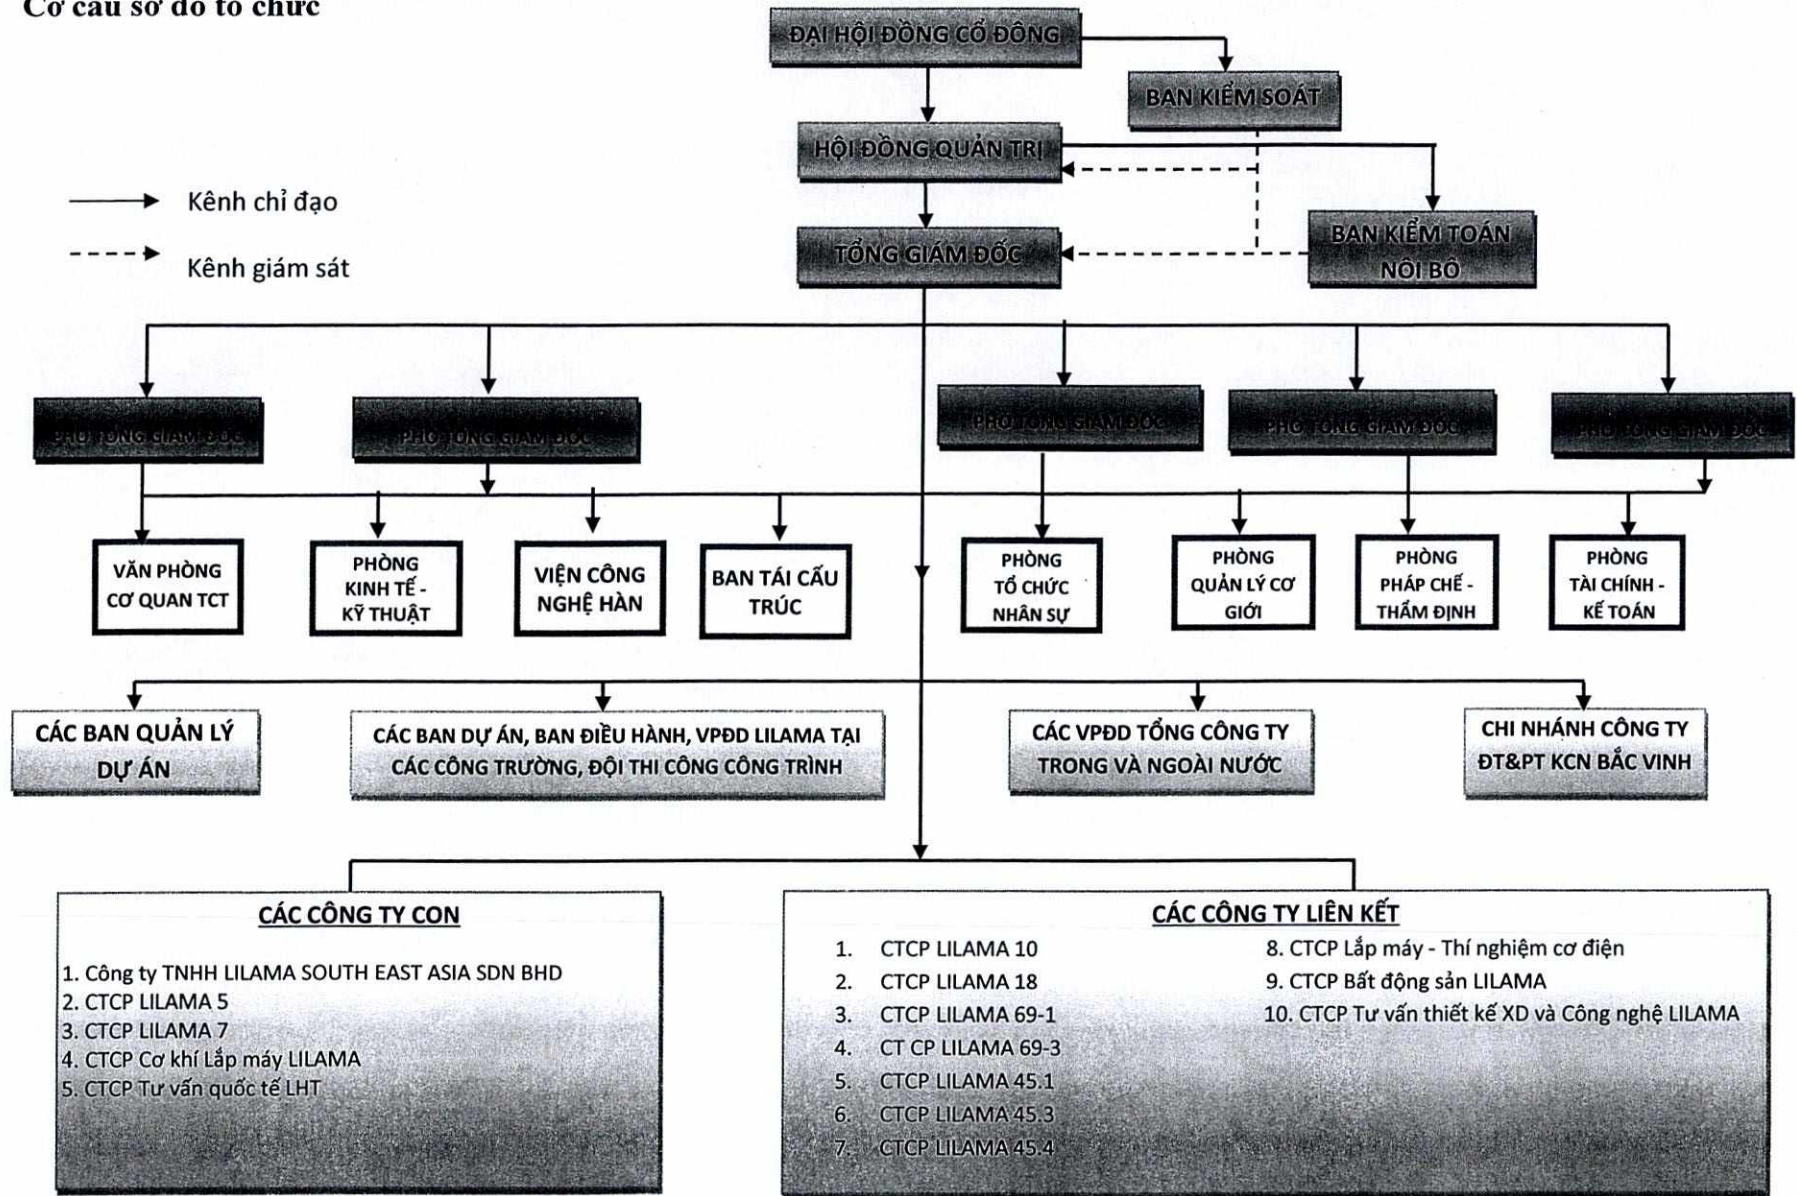 Cơ cấu sơ đồ tổ chức
ĐẠI HỘI ĐỒNG CỔ ĐÔNG
BAN KIỂM SOÁT
HỘI ĐỒNG QUẢN TRỊ
Kênh chỉ đạo
BAN KIỂM TOÁN
NỘI BỘ
TỔNG GIÁM ĐỐC
Kênh giám sát
PHÓ TỔNG GIÁM ĐỐC
PHÓ TỔNG GIÁM ĐỐC
PHÓ TỔNG GIÁM ĐỐC
PHÓ TỔNG GIÁM ĐỐC
PHÓ TỔNG GIÁM ĐỐC
VĂN PHÒNG
CƠ QUAN TCT
PHÒNG
KINH TẾ -
KỸ THUẬT
VIỆN CÔNG
NGHỆ HÀN
BAN TÁI CẤU
TRÚC
PHÒNG
TỔ CHỨC
NHÂN SỰ
PHÒNG
QUẢN LÝ CƠ
GIỚI
PHÒNG
PHÁP CHẾ -
THẨM ĐỊNH
PHÒNG
TÀI CHÍNH -
KẾ TOÁN
CÁC BAN QUẢN LÝ
DỰ ÁN
CÁC BAN DỰ ÁN, BAN ĐIỀU HÀNH, VPĐD LILAMA TẠI
CÁC CÔNG TRƯỜNG, ĐỘI THI CÔNG CÔNG TRÌNH
CÁC VPĐD TỔNG CÔNG TY
TRONG VÀ NGOÀI NƯỚC
CHI NHÁNH CÔNG TY
ĐT&PT KCN BẮC VINH
CÁC CÔNG TY CON
1. Công ty TNHH LILAMA SOUTH EAST ASIA SDN BHD
2. CTCP LILAMA 5
3. CTCP LILAMA 7
4. CTCP Cơ khí Lắp máy LILAMA
5. CTCP Tư vấn quốc tế LHT
CÁC CÔNG TY LIÊN KẾT
1. CTCP LILAMA 10
2. CTCP LILAMA 18
3. CTCP LILAMA 69-1
4. CT CP LILAMA 69-3
5. CTCP LILAMA 45.1
6. CTCP LILAMA 45.3
7. CTCP LILAMA 45.4
8. CTCP Lắp máy - Thí nghiệm cơ điện
9. CTCP Bất động sản LILAMA
10. CTCP Tư vấn thiết kế XD và Công nghệ LILAMA